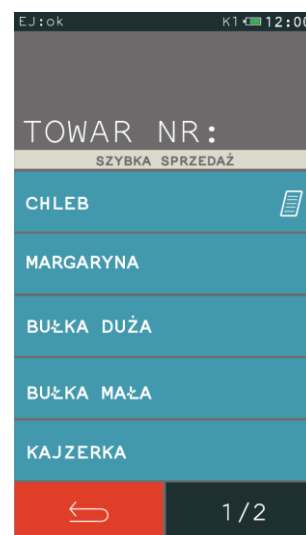 EJ:ok K1 12:00
TOWAR NR:
SZYBKA SPRZEDAŻ
CHLEB
MARGARYNA
BUŁKA DUŻA
BUŁKA MAŁA
KAJZERKA
1/2